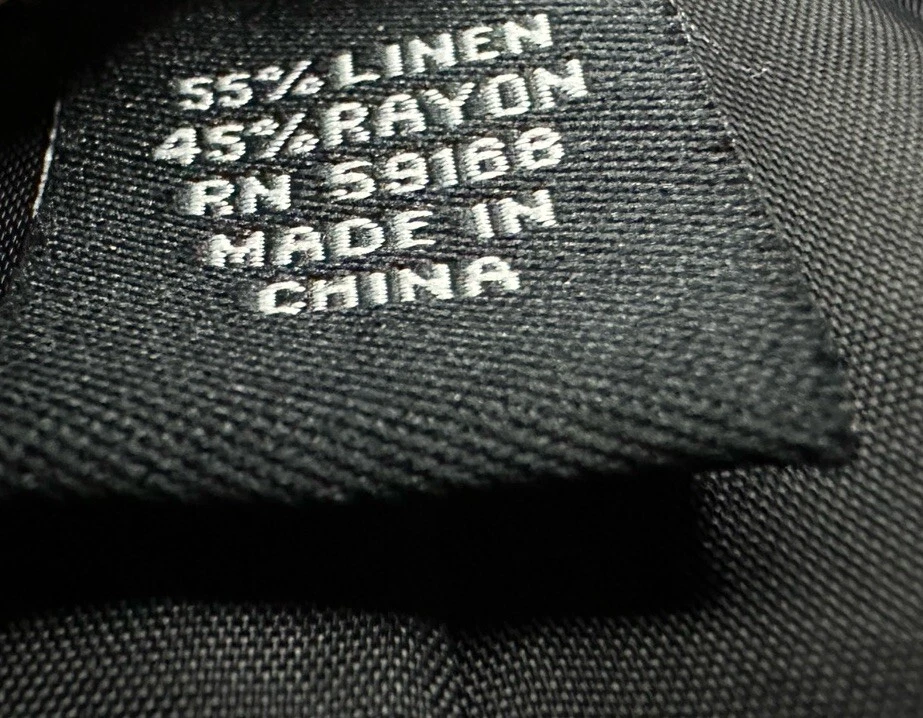 55% LINEN
45% RAYON
RN 59168
MADE IN
CHINA